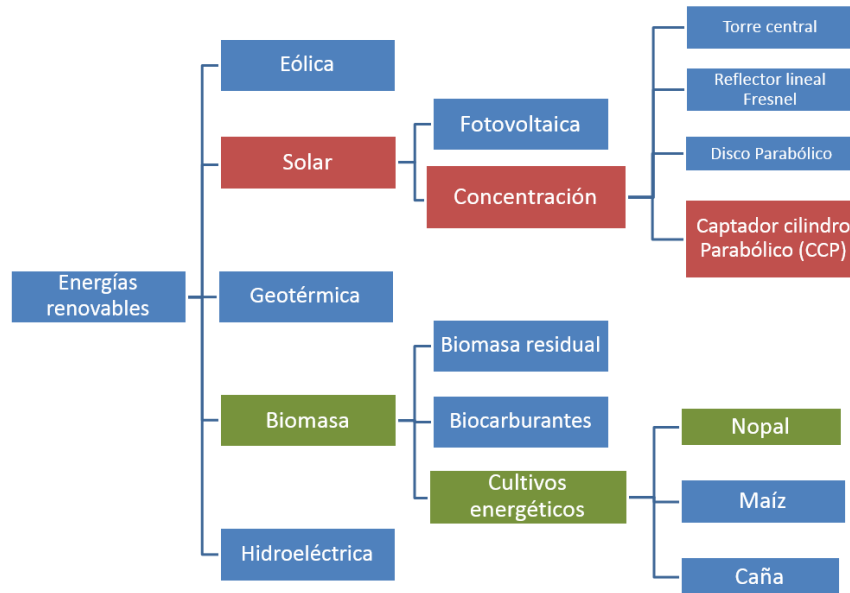 Energías
renovables
Eólica
Solar
Fotovoltaica
Concentración
Torre central
Reflector lineal
Fresnel
Disco Parabólico
Captador cilindro
Parabólico (CCP)
Geotérmica
Biomasa
Biomasa residual
Biocarburantes
Cultivos
energéticos
Nopal
Maíz
Caña
Hidroeléctrica